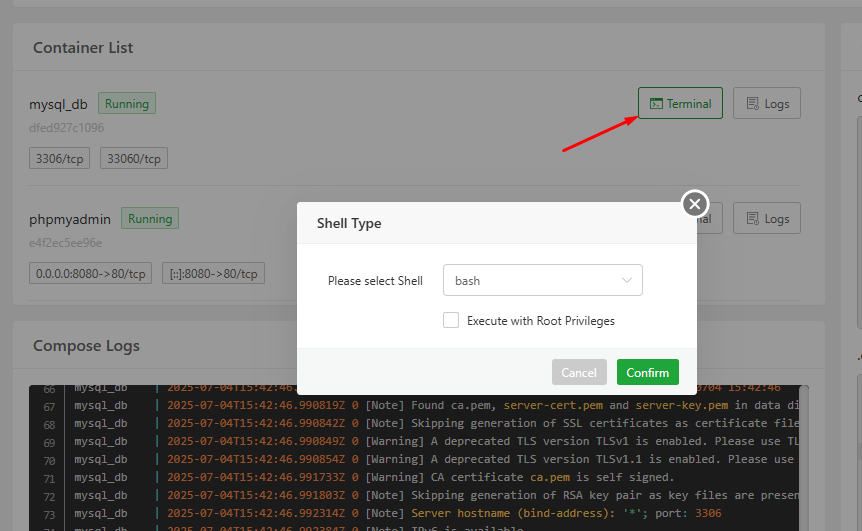 Container List
mysql_db Running
Terminal Logs
dfed927c1096
3306/tcp 33060/tcp
phpmyadmin Running
Logs
e4f2ec5ee96e
0.0.0.0:8080->80/tcp [::]:8080->80/tcp
Shell Type
Please select Shell bash
Execute with Root Privileges
Cancel Confirm
Compose Logs
66 mysql_db | 2025-07-04T15:42:46. 15:42:46
67 mysql_db | 2025-07-04T15:42:46.990819Z 0 [Note] Found ca.pem, server-cert.pem and server-key.pem in data di
68 mysql_db | 2025-07-04T15:42:46.990842Z 0 [Note] Skipping generation of SSL certificates as certificate file
69 mysql_db | 2025-07-04T15:42:46.990849Z 0 [Warning] A deprecated TLS version TLSv1 is enabled. Please use TL
70 mysql_db | 2025-07-04T15:42:46.990854Z 0 [Warning] A deprecated TLS version TLSv1.1 is enabled. Please use
71 mysql_db | 2025-07-04T15:42:46.991733Z 0 [Warning] CA certificate ca.pem is self signed.
72 mysql_db | 2025-07-04T15:42:46.991803Z 0 [Note] Skipping generation of RSA key pair as key files are presen
73 mysql_db | 2025-07-04T15:42:46.992314Z 0 [Note] Server hostname (bind-address): '*'; port: 3306
74 mysql_db | 2025-07-04T15:42:46.992384Z 0 [Note] IPv6 is available.